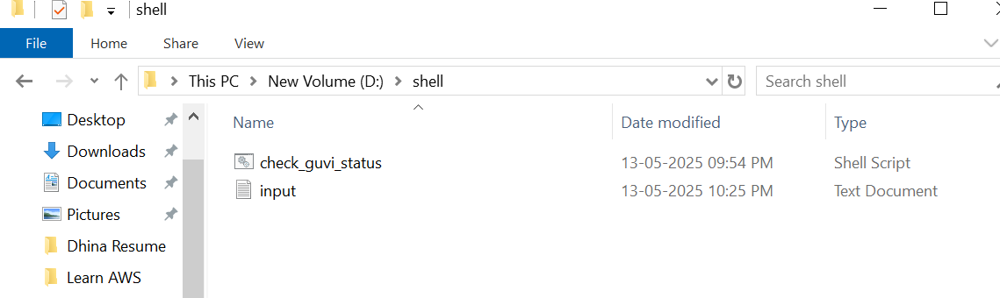 shell
File Home Share View
This PC New Volume (D:) shell Search shell
Name Date modified Type
Desktop
Downloads
Documents
Pictures
Dhina Resume
Learn AWS
check_guvi_status 13-05-2025 09:54 PM Shell Script
input 13-05-2025 10:25 PM Text Document